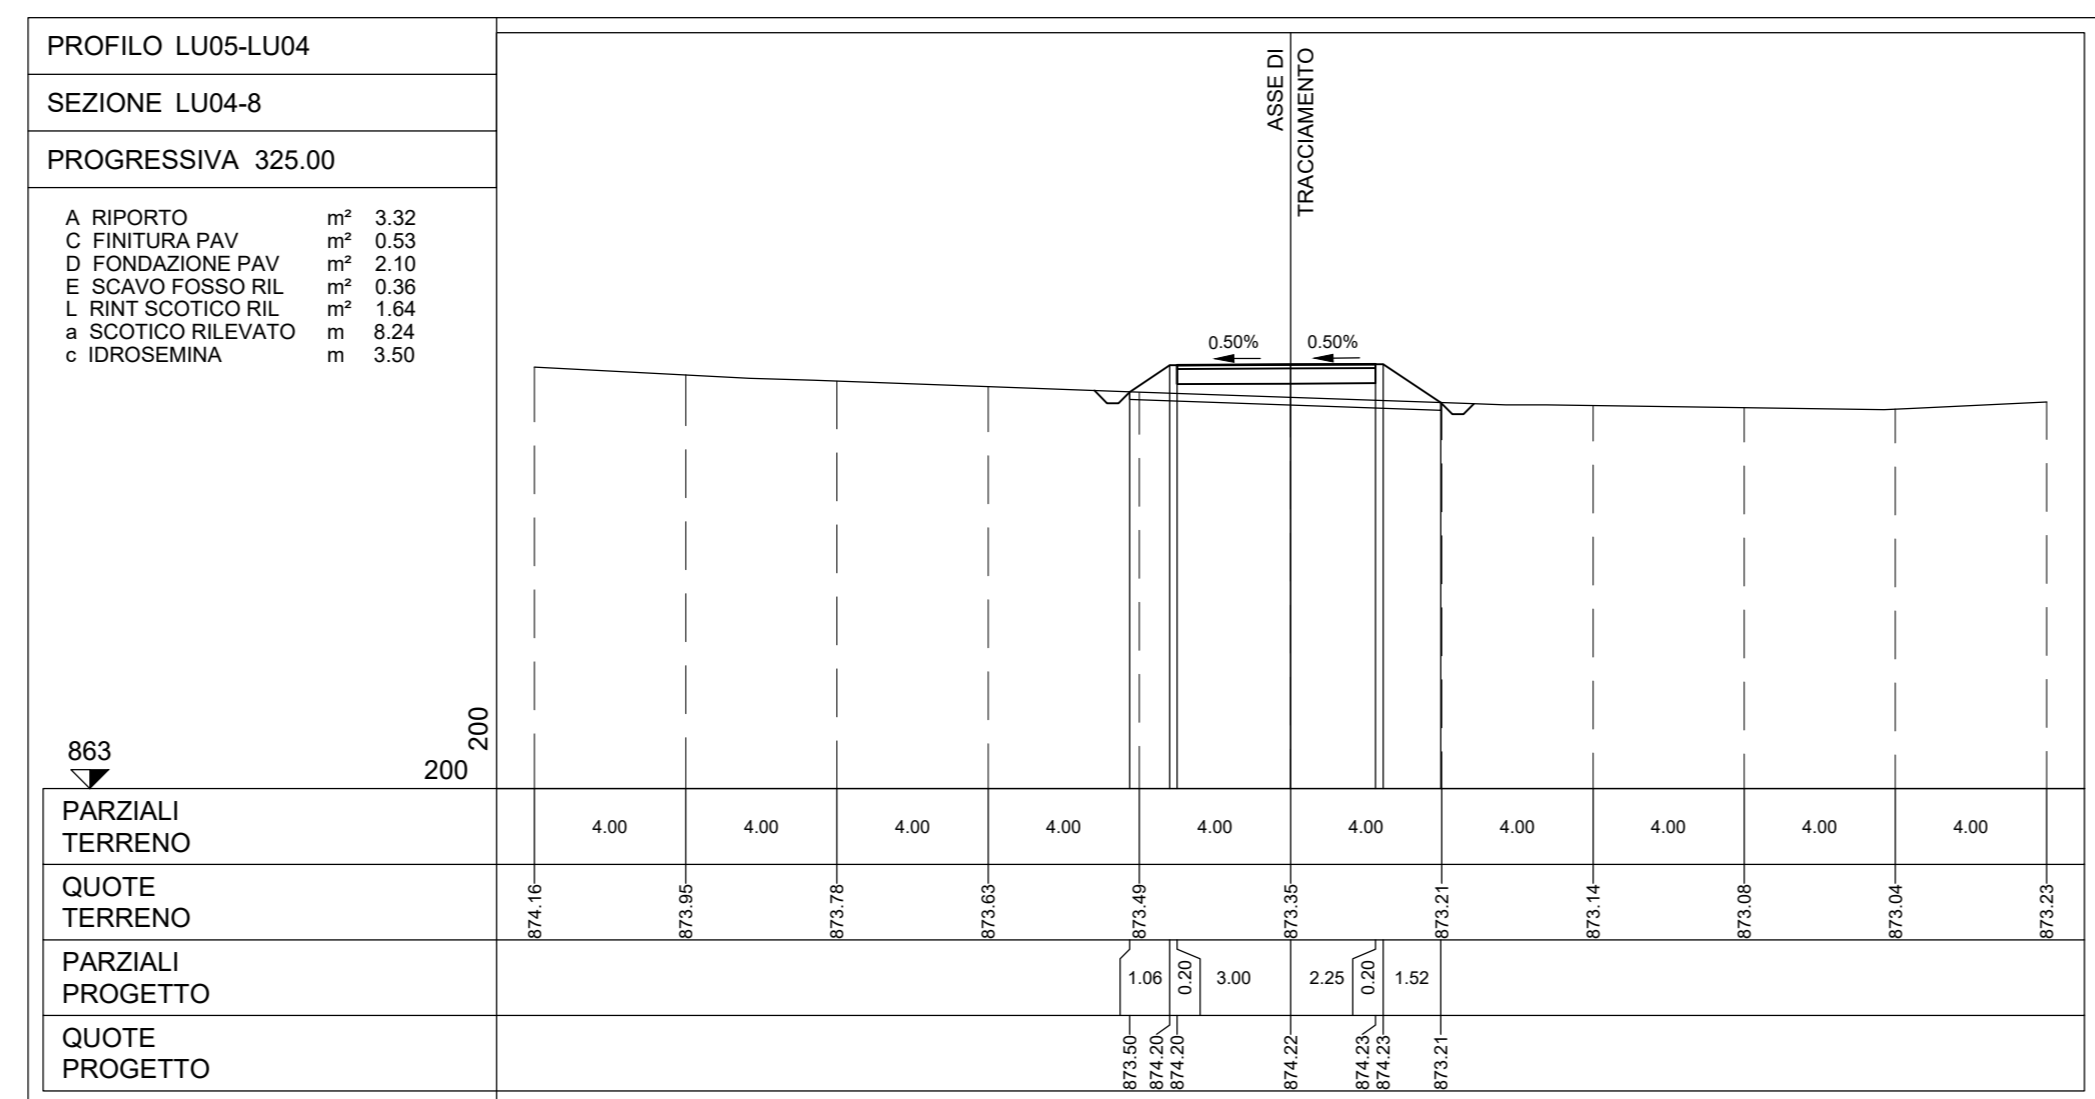 PROFILO LU05-LU04
SEZIONE LU04-8
PROGRESSIVA 325.00
A RIPORTO m² 3.32
C FINITURA PAV m² 0.53
D FONDAZIONE PAV m² 2.10
E SCAVO FOSSO RIL m² 0.36
L RINT SCOTICO RIL m² 1.64
a SCOTICO RILEVATO m 8.24
c IDROSEMINA m 3.50
ASSE DI
TRACCIAMENTO
0.50% 0.50%
863
200
200
PARZIALI
TERRENO
4.00 4.00 4.00 4.00 4.00 4.00 4.00 4.00 4.00 4.00
QUOTE
TERRENO
874.16 873.95 873.78 873.63 873.49 873.35 873.21 873.14 873.08 873.04 873.23
PARZIALI
PROGETTO
1.06 0.20 3.00 2.25 0.20 1.52
QUOTE
PROGETTO
873.50 874.20 874.20 874.22 874.23 874.23 873.21